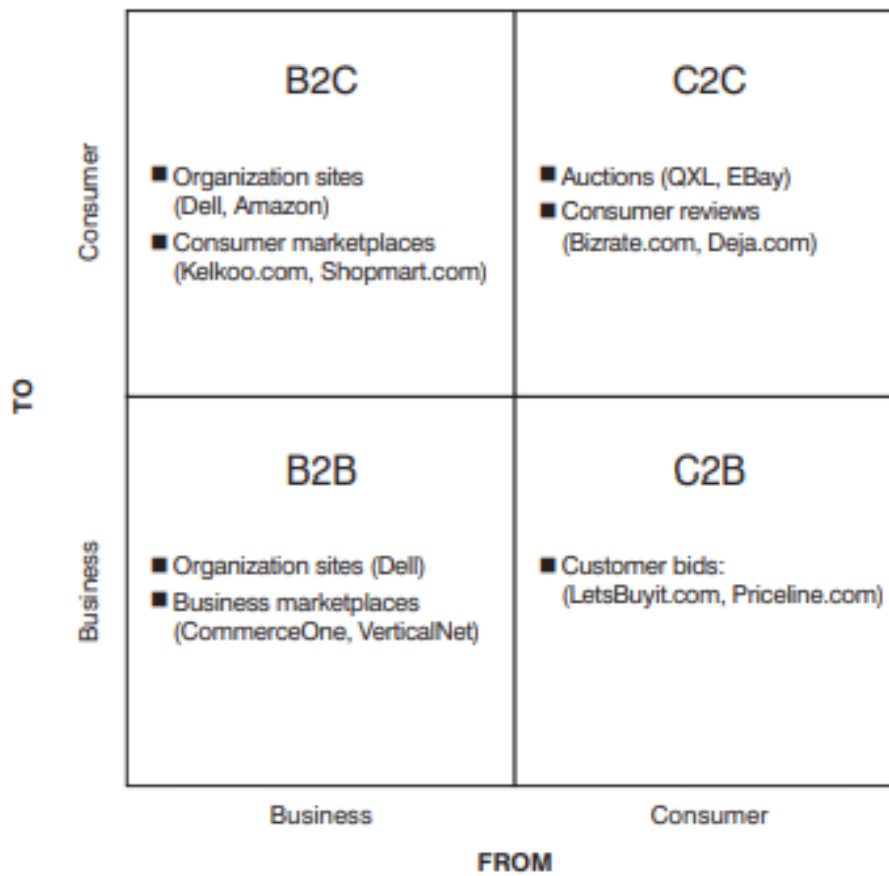 B2C
C2C
Consumer
■ Organization sites
(Dell, Amazon)
■ Consumer marketplaces
(Kelkoo.com, Shopmart.com)
■ Auctions (QXL, EBay)
■ Consumer reviews
(Bizrate.com, Deja.com)
TO
B2B
C2B
Business
■ Organization sites (Dell)
■ Business marketplaces
(CommerceOne, VerticalNet)
■ Customer bids:
(LetsBuyit.com, Priceline.com)
Business
Consumer
FROM